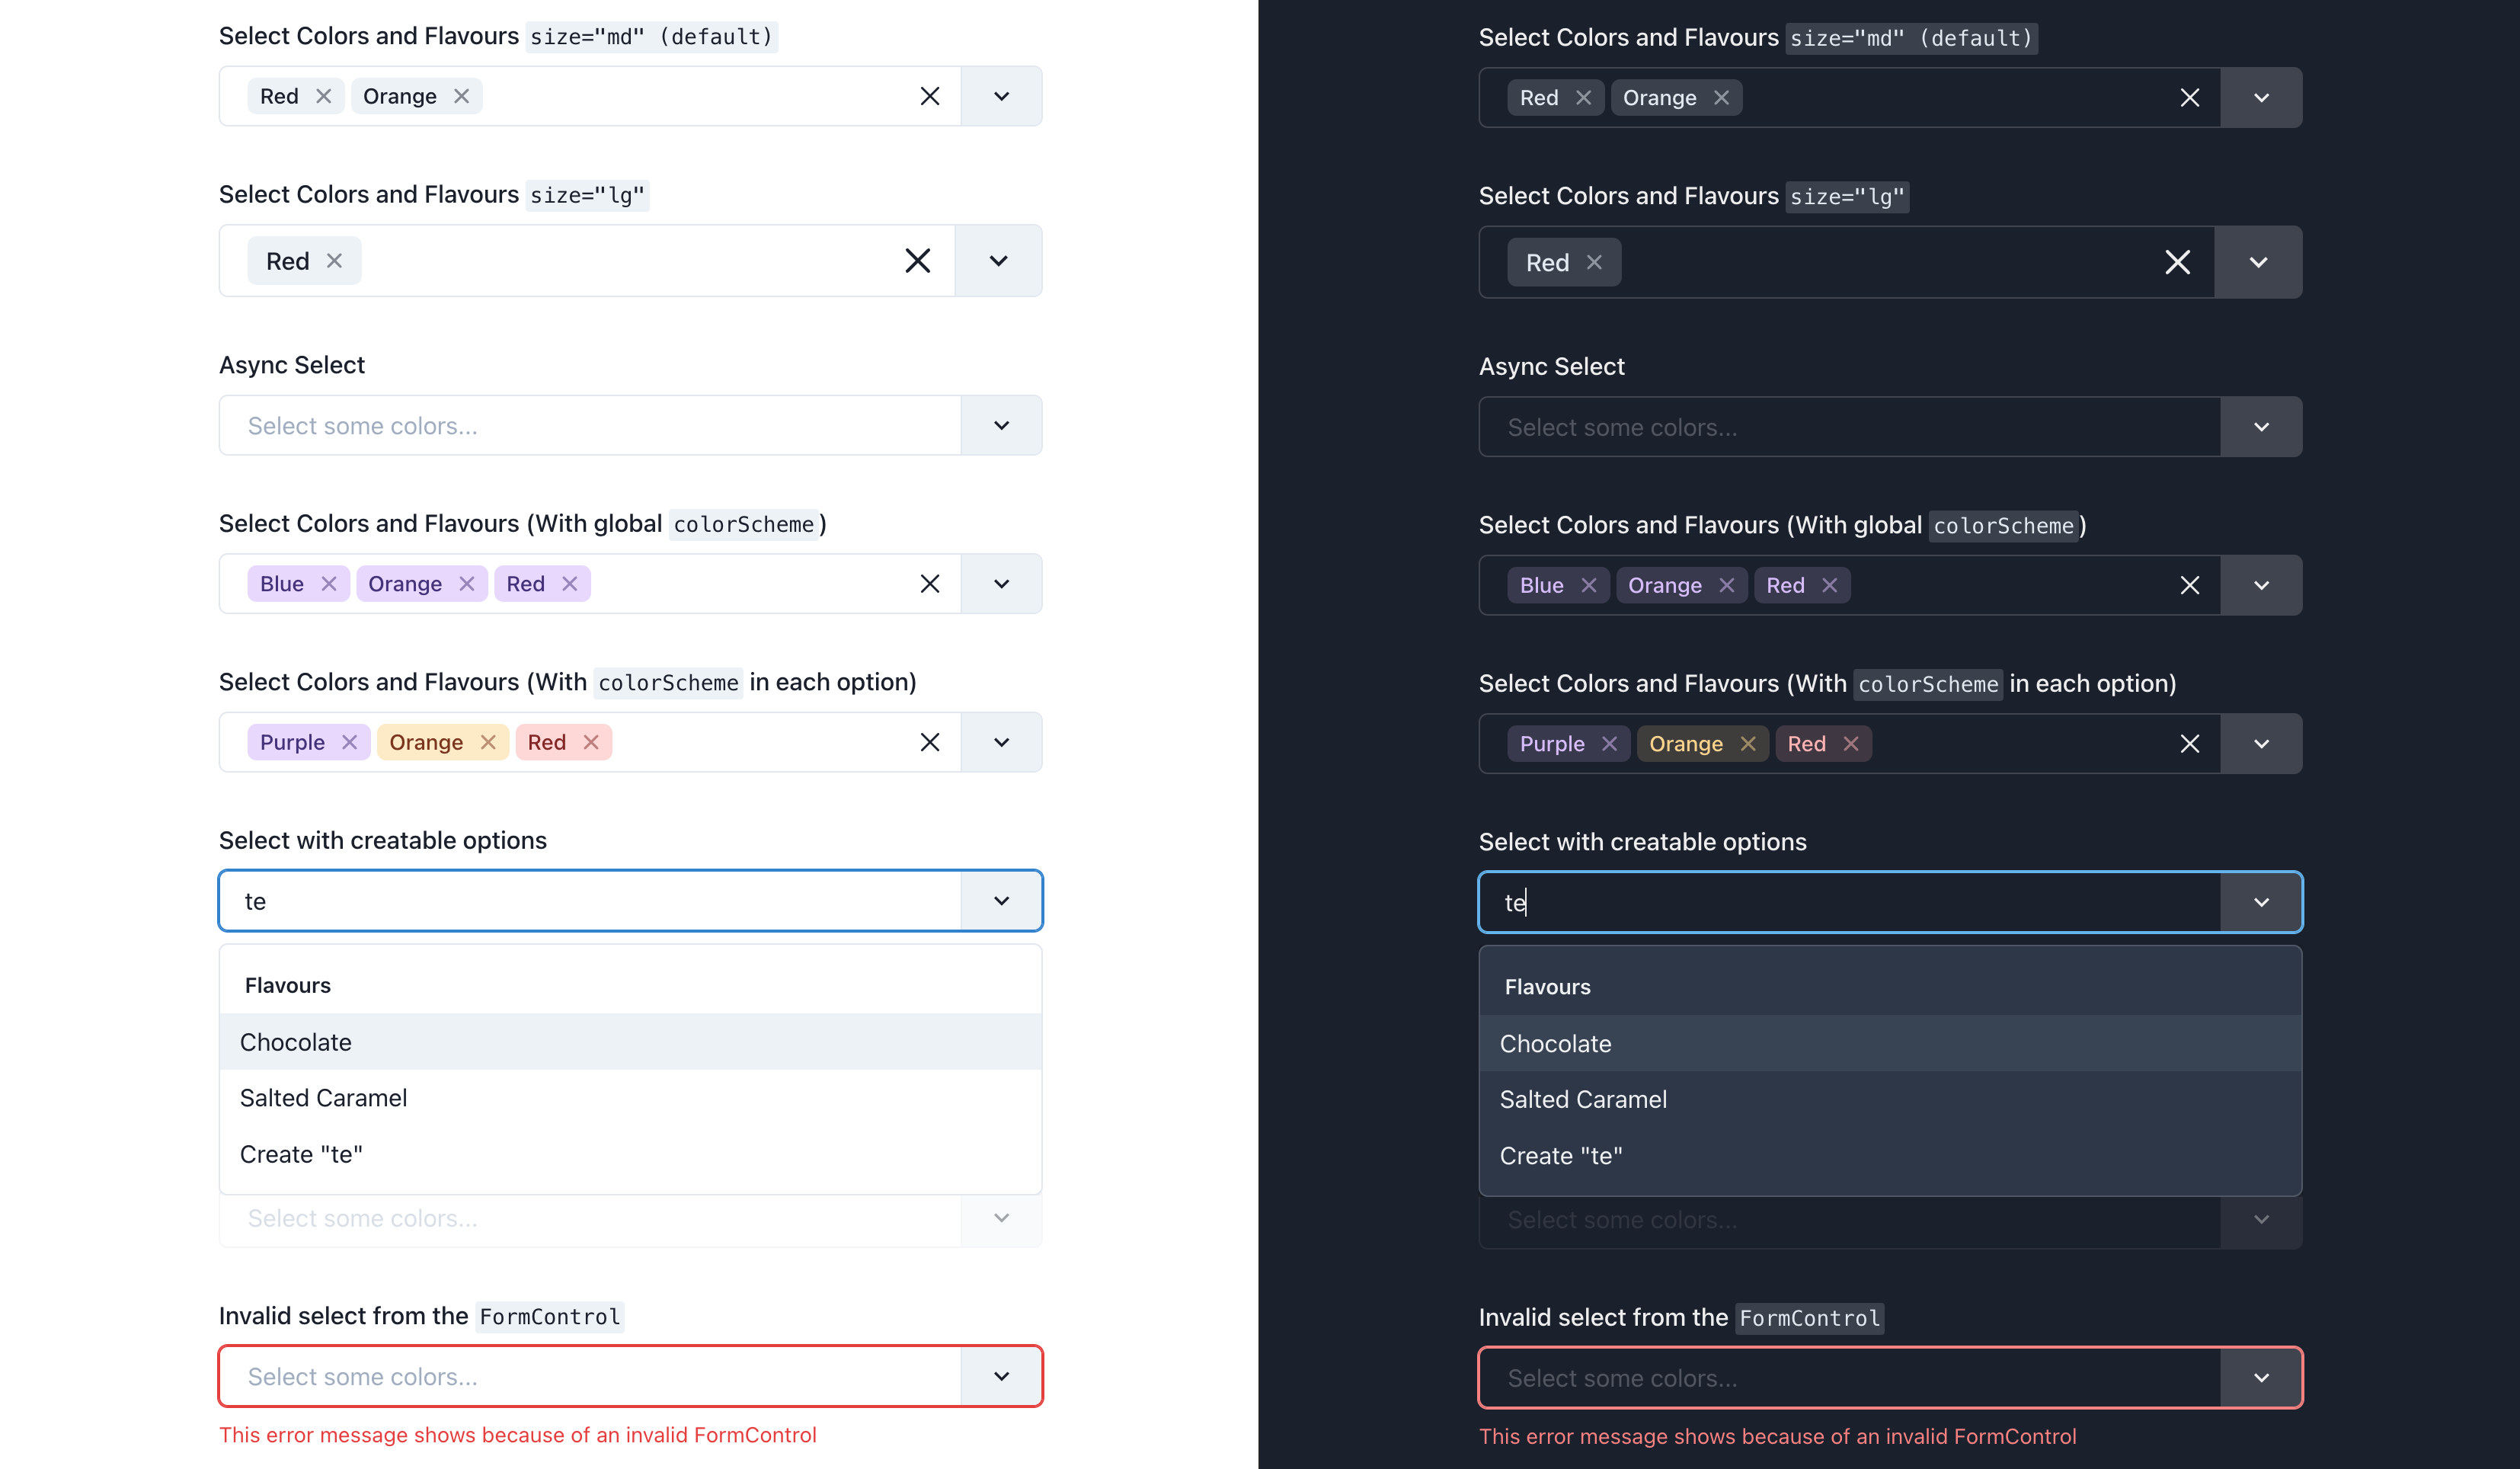 Select Colors and Flavours size="md" (default)
Red Orange
Select Colors and Flavours size="lg"
Red
Async Select
Select some colors...
Select Colors and Flavours (With global colorScheme)
Blue Orange Red
Select Colors and Flavours (With colorScheme in each option)
Purple Orange Red
Select with creatable options
te
Flavours
Chocolate
Salted Caramel
Create "te"
Select some colors...
Invalid select from the FormControl
Select some colors...
This error message shows because of an invalid FormControl
Select Colors and Flavours size="md" (default)
Red Orange
Select Colors and Flavours size="lg"
Red
Async Select
Select some colors...
Select Colors and Flavours (With global colorScheme)
Blue Orange Red
Select Colors and Flavours (With colorScheme in each option)
Purple Orange Red
Select with creatable options
te
Flavours
Chocolate
Salted Caramel
Create "te"
Select some colors...
Invalid select from the FormControl
Select some colors...
This error message shows because of an invalid FormControl